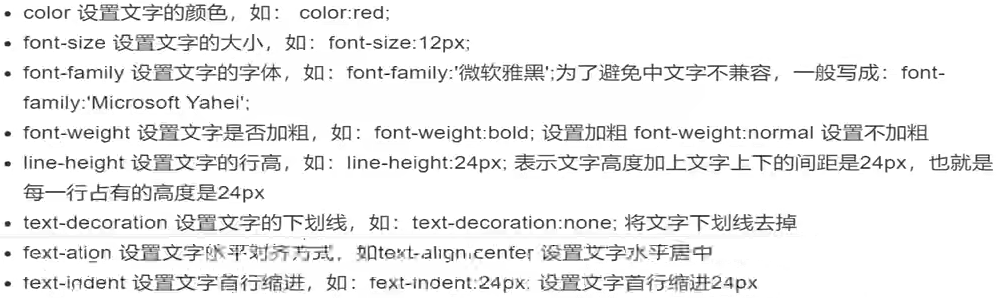 • color 设置文字的颜色，如： color:red;
• font-size 设置文字的大小，如：font-size:12px;
• font-family 设置文字的字体，如：font-family:'微软雅黑';为了避免中文字不兼容，一般写成：font-
family:'Microsoft Yahei';
• font-weight 设置文字是否加粗，如：font-weight:bold; 设置加粗 font-weight:normal 设置不加粗
• line-height 设置文字的行高，如：line-height:24px; 表示文字高度加上文字上下的间距是24px，也就是
每一行占有的高度是24px
• text-decoration 设置文字的下划线，如：text-decoration:none; 将文字下划线去掉
• 设置文字水平对齐方式，如text-align.center 设置文字水平居中
• text-indent 设置文字首行缩进，如：text-indent:24px; 设置文字首行缩进24px